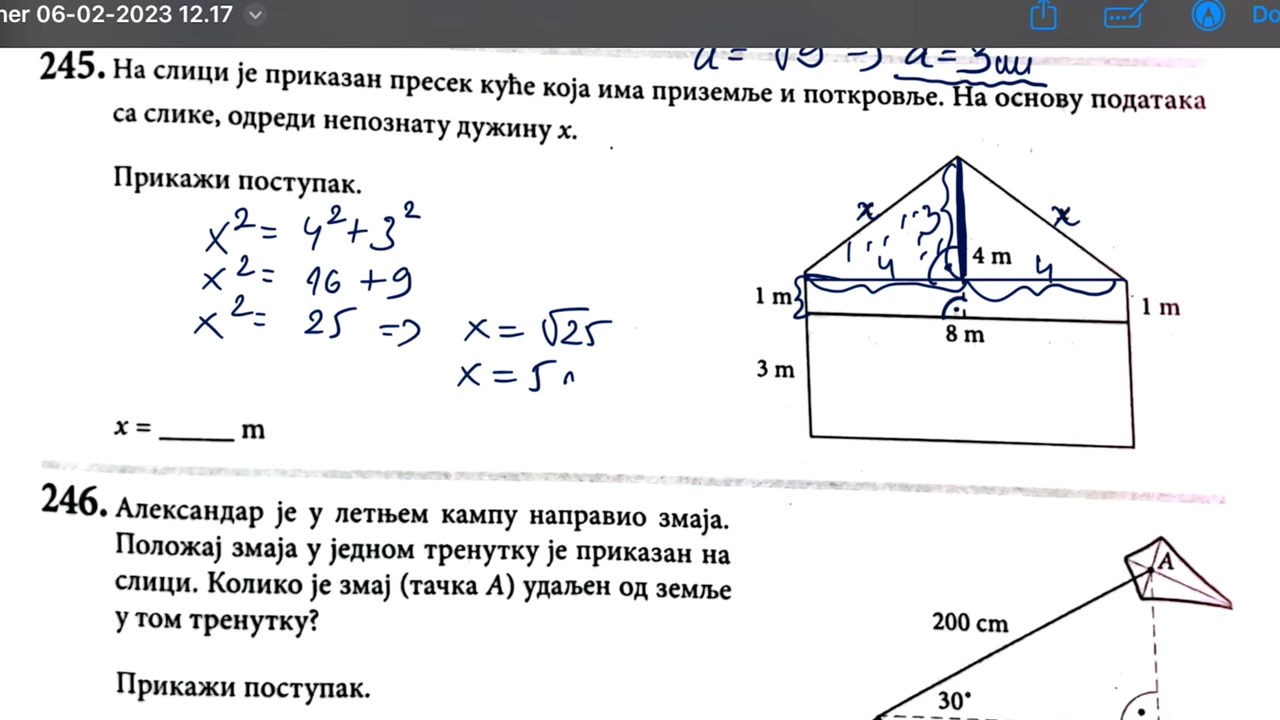 ner 06-02-2023 12.17
Do
a = √9 => a = 3cm
245. На слици је приказан пресек куће која има приземље и поткровље. На основу података
са слике, одреди непознату дужину x.
Прикажи поступак.
x² = 4² + 3²
x² = 16 + 9
x² = 25 => x = √25
x = 5
x = ______ m
x
x
3
4 m
4
4
1 m
1 m
8 m
3 m
246. Александар је у летњем кампу направио змаја.
Положај змаја у једном тренутку је приказан на
слици. Колико је змај (тачка A) удаљен од земље
у том тренутку?
Прикажи поступак.
A
200 cm
30°